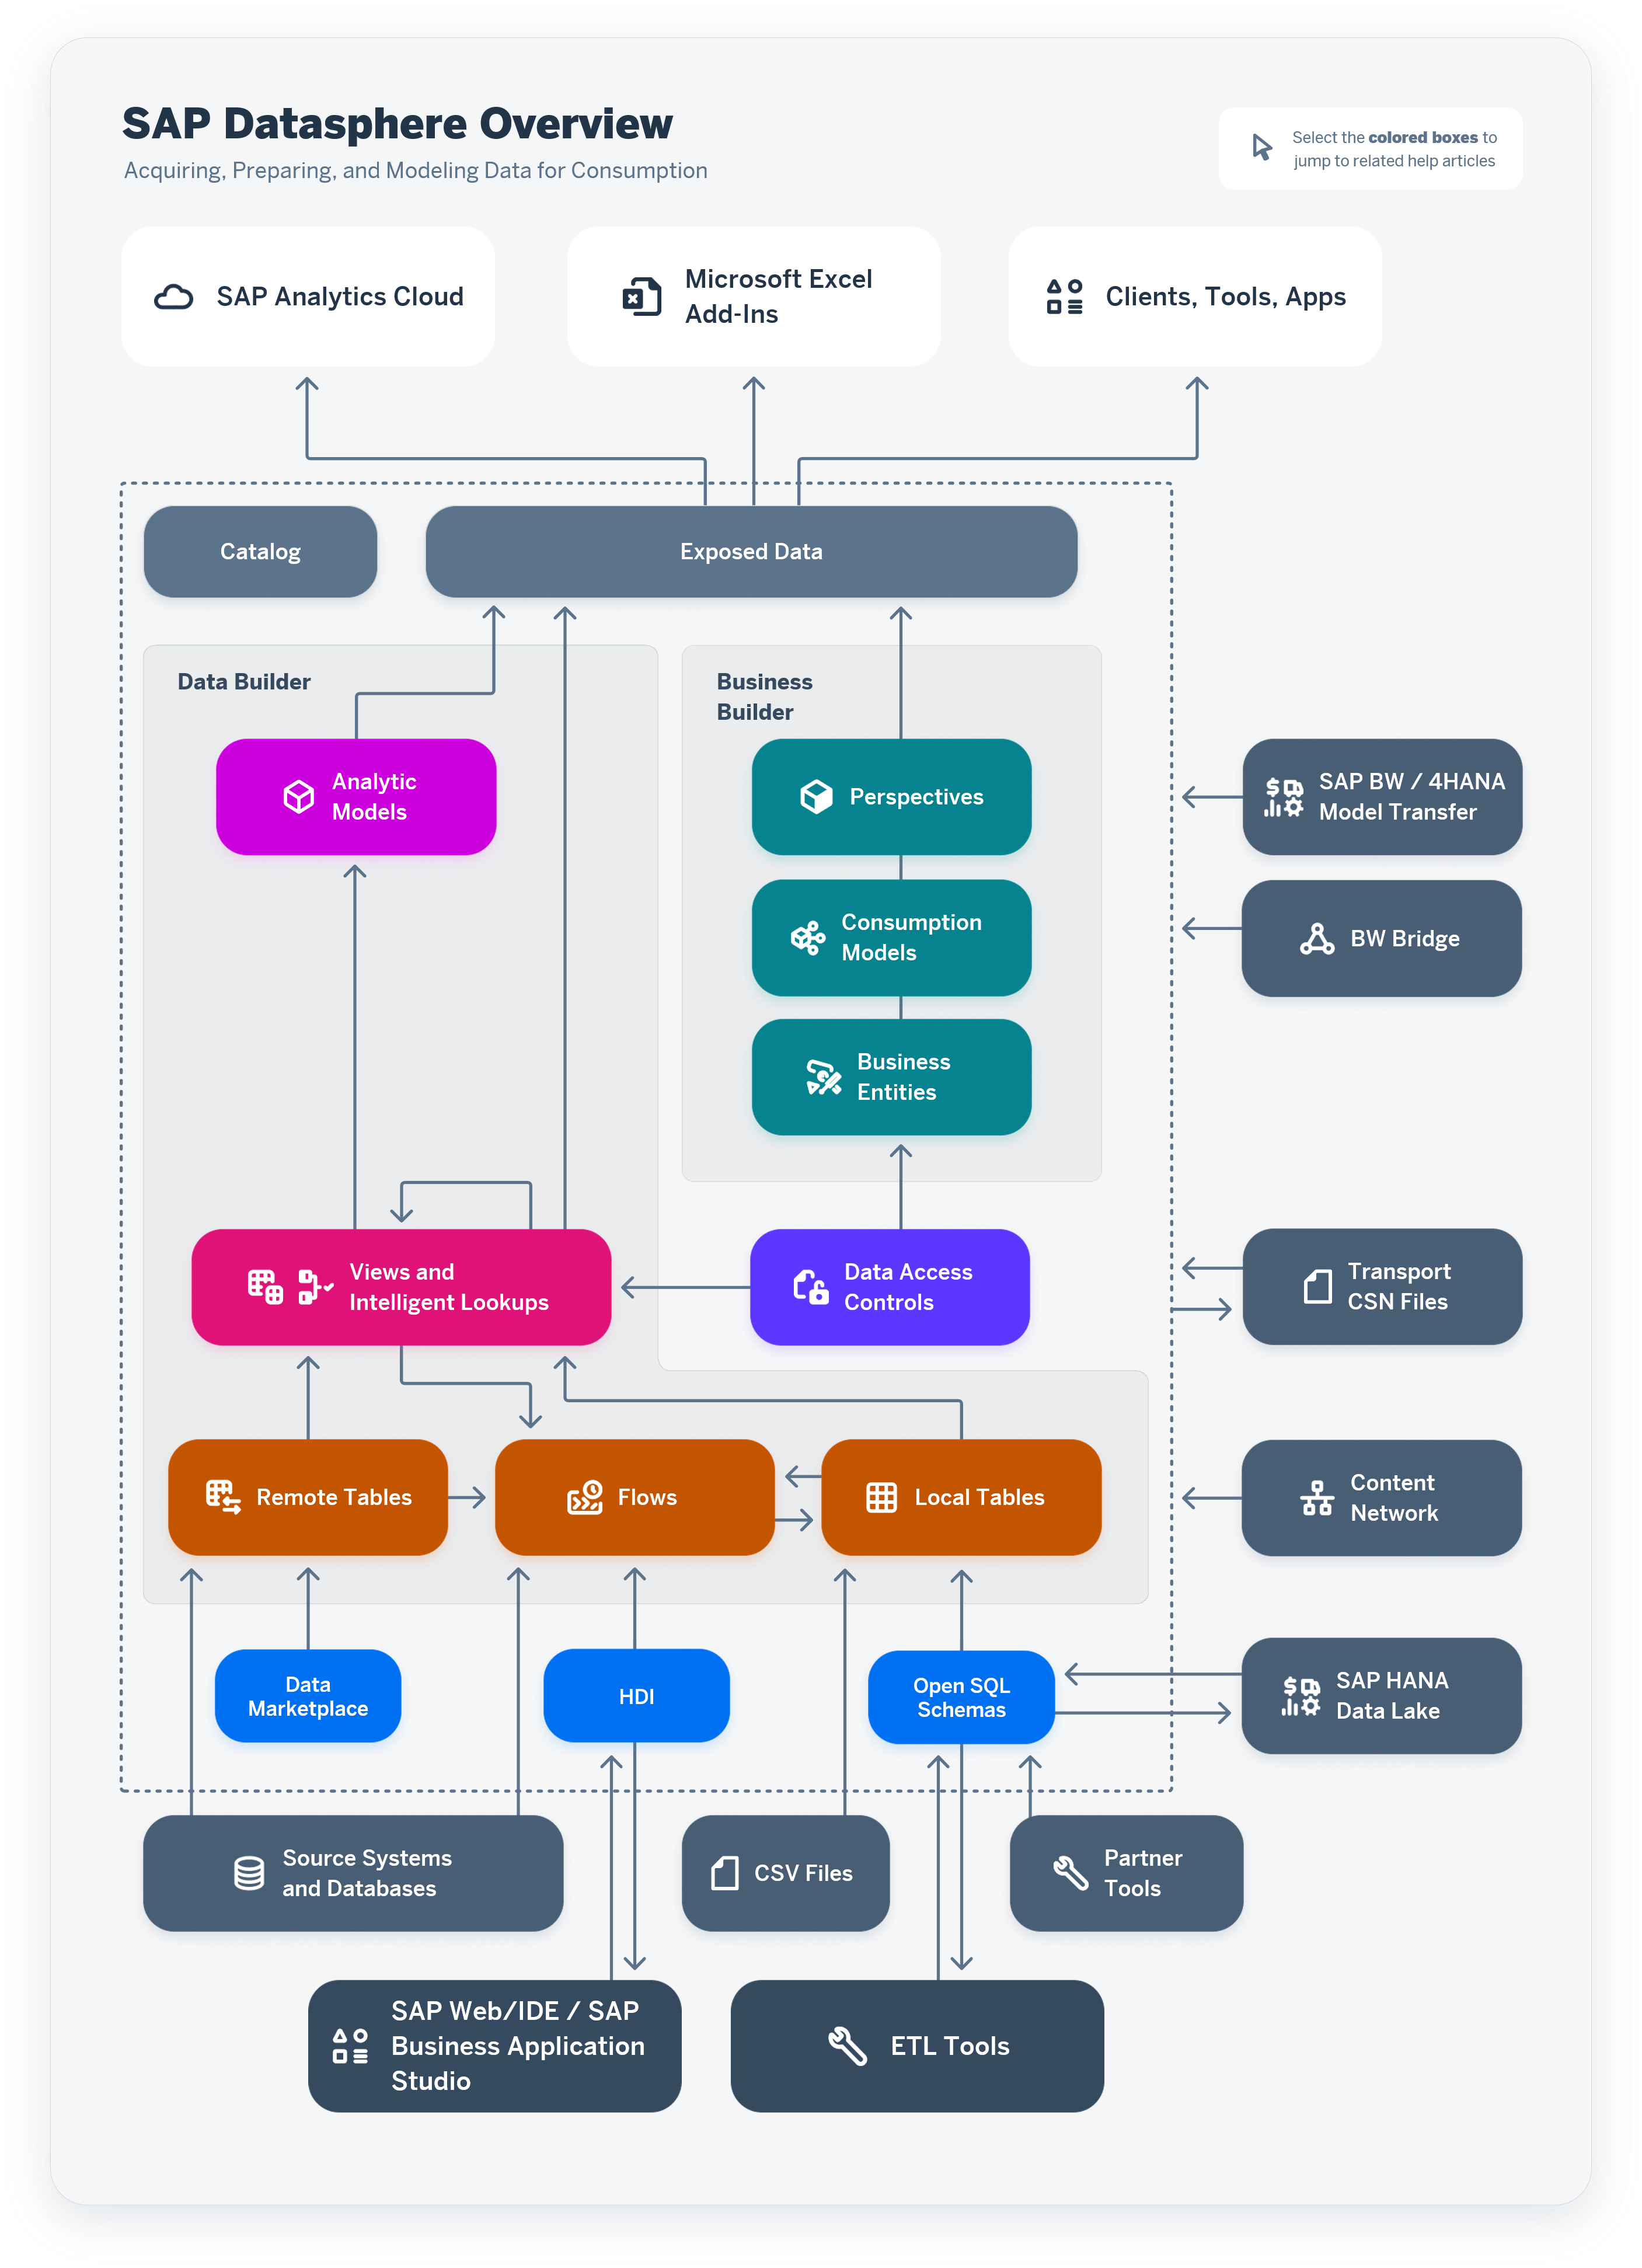 SAP Datasphere Overview
Acquiring, Preparing, and Modeling Data for Consumption
Select the colored boxes to
jump to related help articles
SAP Analytics Cloud
Microsoft Excel
Add-Ins
Clients, Tools, Apps
Catalog
Exposed Data
Data Builder
Business
Builder
Analytic
Models
Perspectives
SAP BW / 4HANA
Model Transfer
Consumption
Models
BW Bridge
Business
Entities
Views and
Intelligent Lookups
Data Access
Controls
Transport
CSN Files
Remote Tables
Flows
Local Tables
Content
Network
Data
Marketplace
HDI
Open SQL
Schemas
SAP HANA
Data Lake
Source Systems
and Databases
CSV Files
Partner
Tools
SAP Web/IDE / SAP
Business Application
Studio
ETL Tools